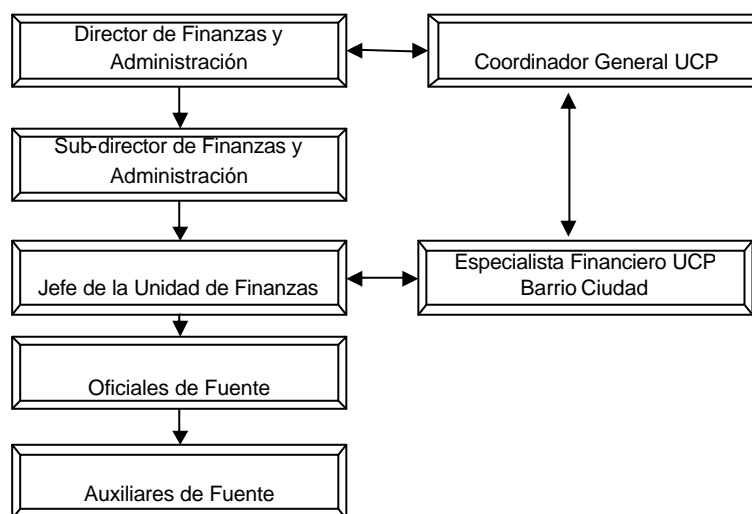 Director de Finanzas y
Administración
Coordinador General UCP
Sub-director de Finanzas y
Administración
Jefe de la Unidad de Finanzas
Especialista Financiero UCP
Barrio Ciudad
Oficiales de Fuente
Auxiliares de Fuente